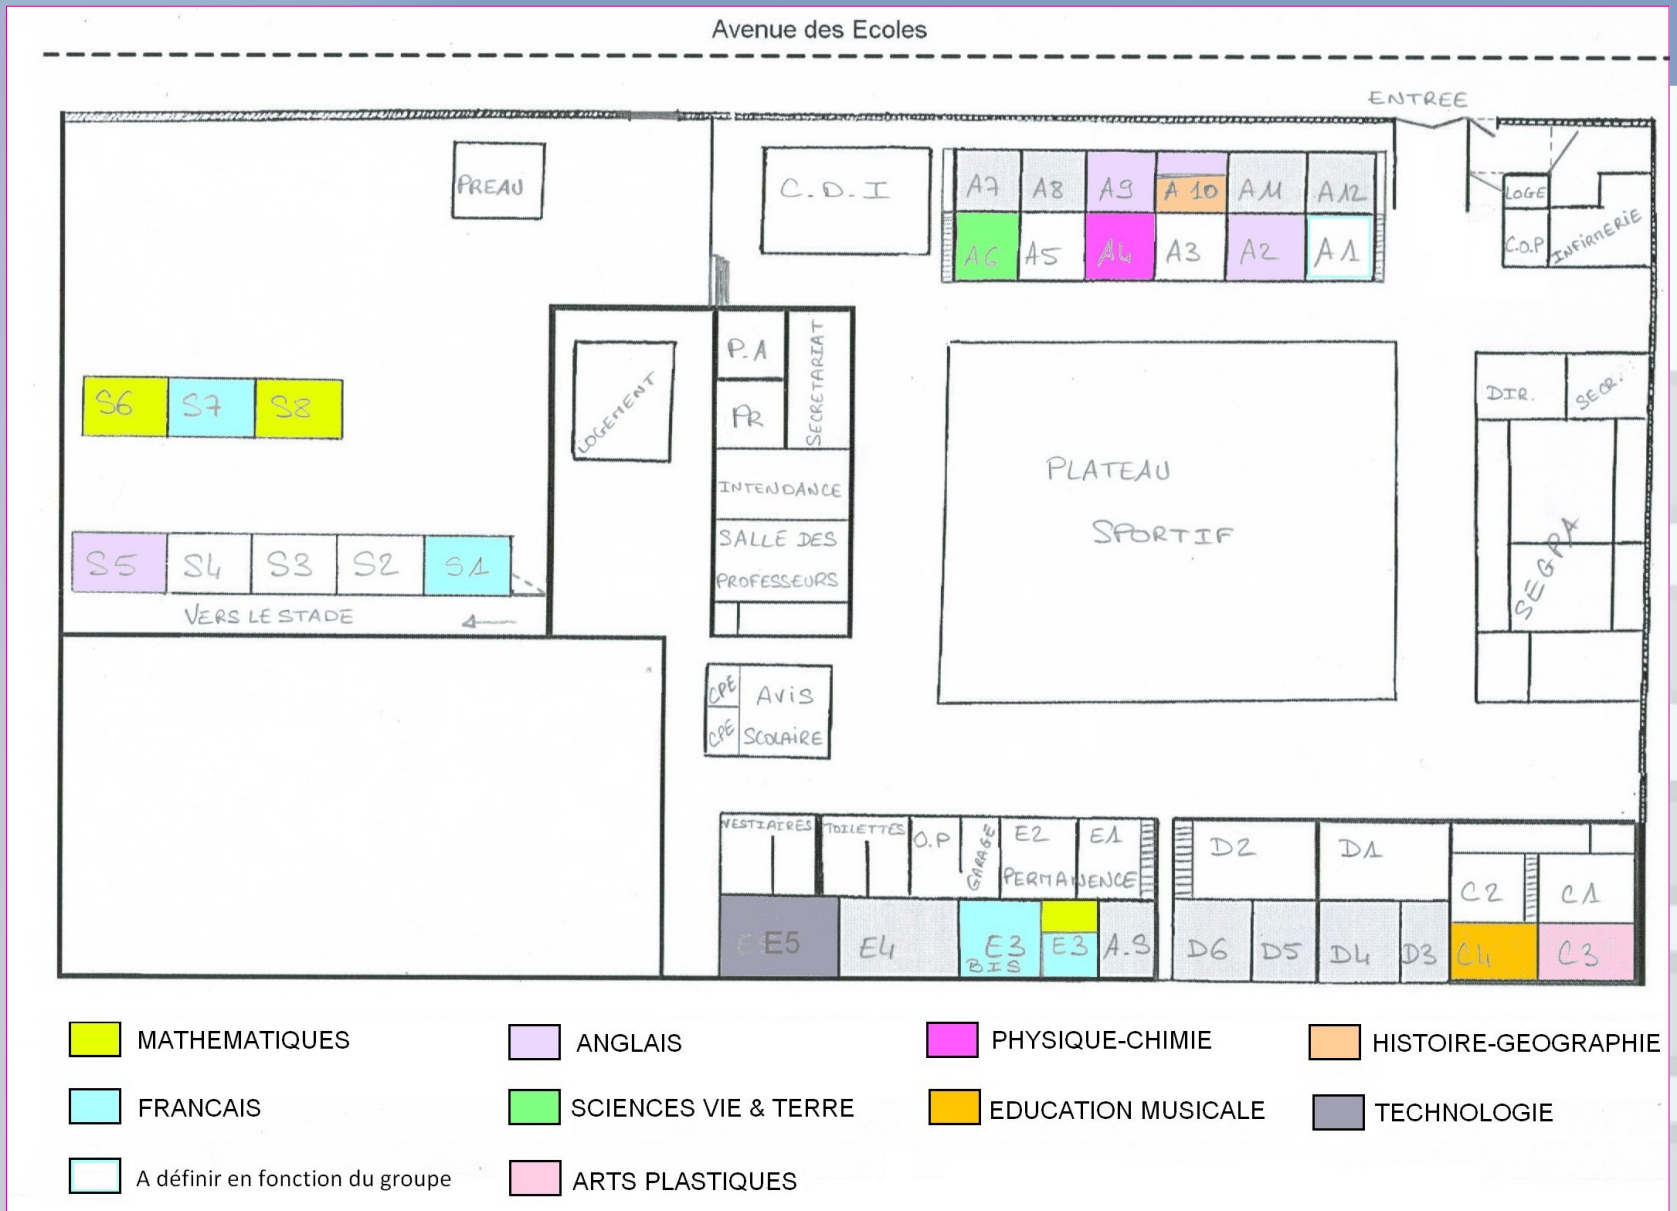 Avenue des Ecoles
ENTREE
PREAU
C.D.I
A7 A8 A9 A10 A11 A12
A6 A5 A4 A3 A2 A1
LOGE
C.O.P
INFIRMERIE
P.A
SECRETARIAT
PR
LOGEMENT
INTENDANCE
SALLE DES
PROFESSEURS
S6 S7 S8
S5 S4 S3 S2 S1
VERS LE STADE
PLATEAU
SPORTIF
DIR.
SECR.
SEGPA
CPE
CPE
AVIS
SCOLAIRE
VESTIAIRES
TOILETTES
O.P
GARAGE
E2
E1
PERMANENCE
E5
E4
E3
BIS
E3
A.S
D2
D1
C2
C1
D6
D5
D4
D3
C4
C3
MATHEMATIQUES
ANGLAIS
PHYSIQUE-CHIMIE
HISTOIRE-GEOGRAPHIE
FRANCAIS
SCIENCES VIE & TERRE
EDUCATION MUSICALE
TECHNOLOGIE
A définir en fonction du groupe
ARTS PLASTIQUES